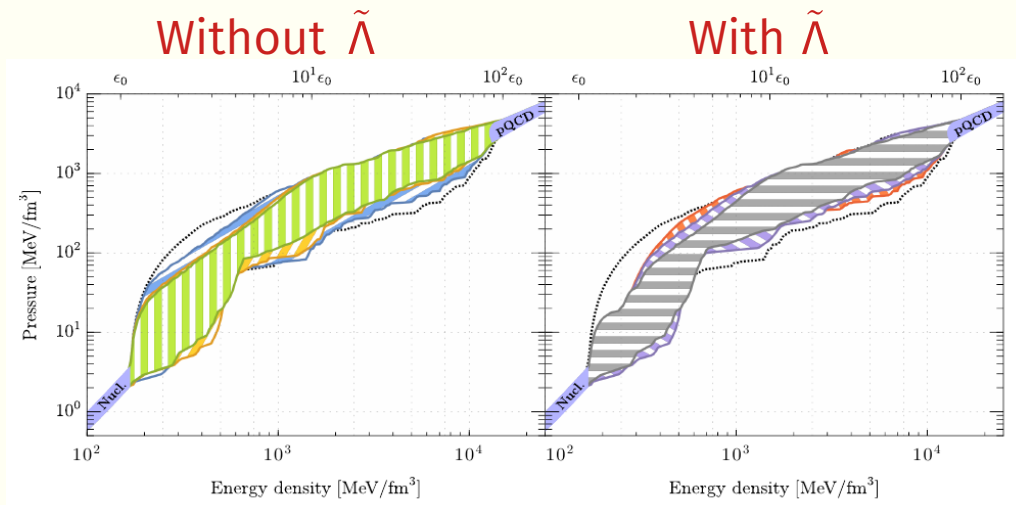 Without Λ̃
With Λ̃
ϵ₀ 10¹ϵ₀ 10²ϵ₀
ϵ₀ 10¹ϵ₀ 10²ϵ₀
10⁴
10³
10²
10¹
10⁰
Pressure [MeV/fm³]
pQCD
Nucl.
pQCD
Nucl.
10² 10³ 10⁴
10² 10³ 10⁴
Energy density [MeV/fm³]
Energy density [MeV/fm³]